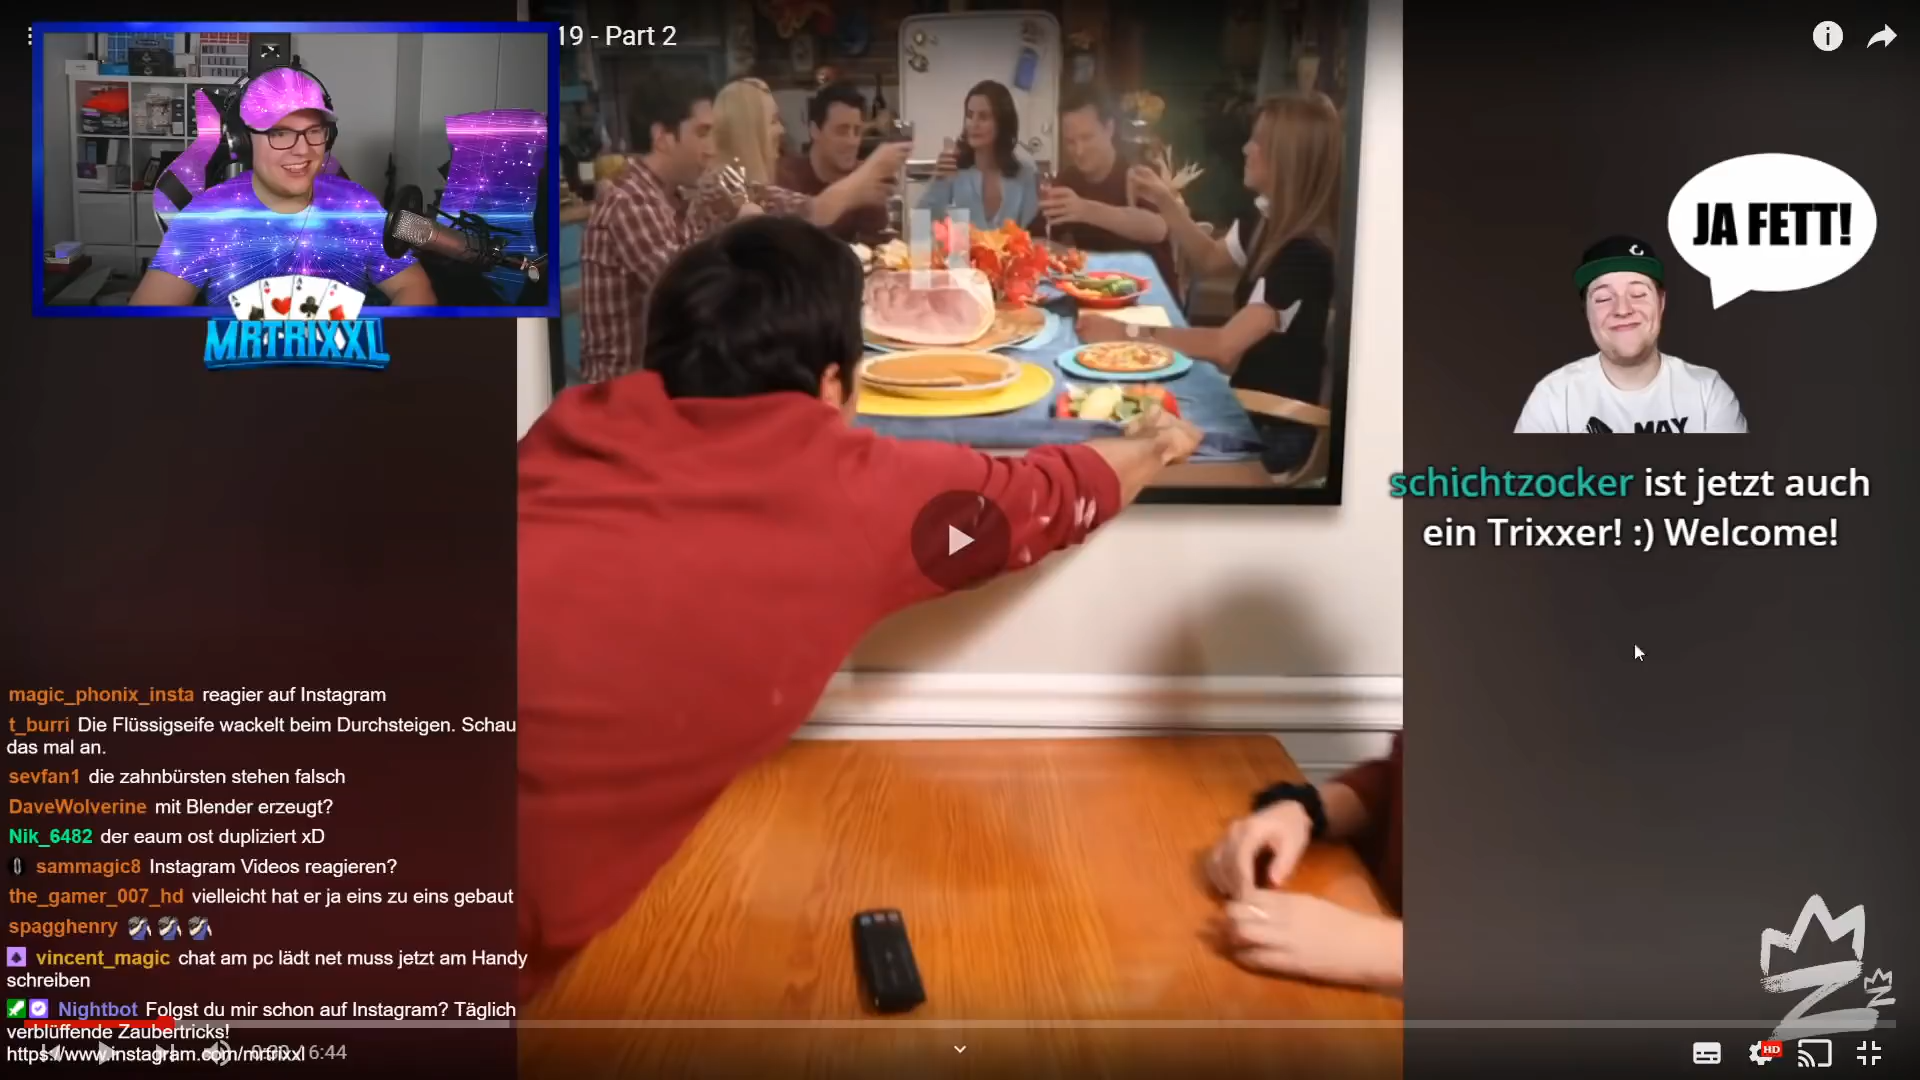 19 - Part 2
MRTRIXXL
JA FETT!
MAY
schichtzocker ist jetzt auch
ein Trixxer! :) Welcome!
magic_phonix_insta reagier auf Instagram
t_burri Die Flüssigseife wackelt beim Durchsteigen. Schau
das mal an.
sevfan1 die zahnbürsten stehen falsch
DaveWolverine mit Blender erzeugt?
Nik_6482 der eaum ost dupliziert xD
sammagic8 Instagram Videos reagieren?
the_gamer_007_hd vielleicht hat er ja eins zu eins gebaut
spagghenry
vincent_magic chat am pc lädt net muss jetzt am Handy
schreiben
Nightbot Folgst du mir schon auf Instagram? Täglich
verblüffende Zaubertricks!
https://www.instagram.com/mrtrixxl
6:44
HD